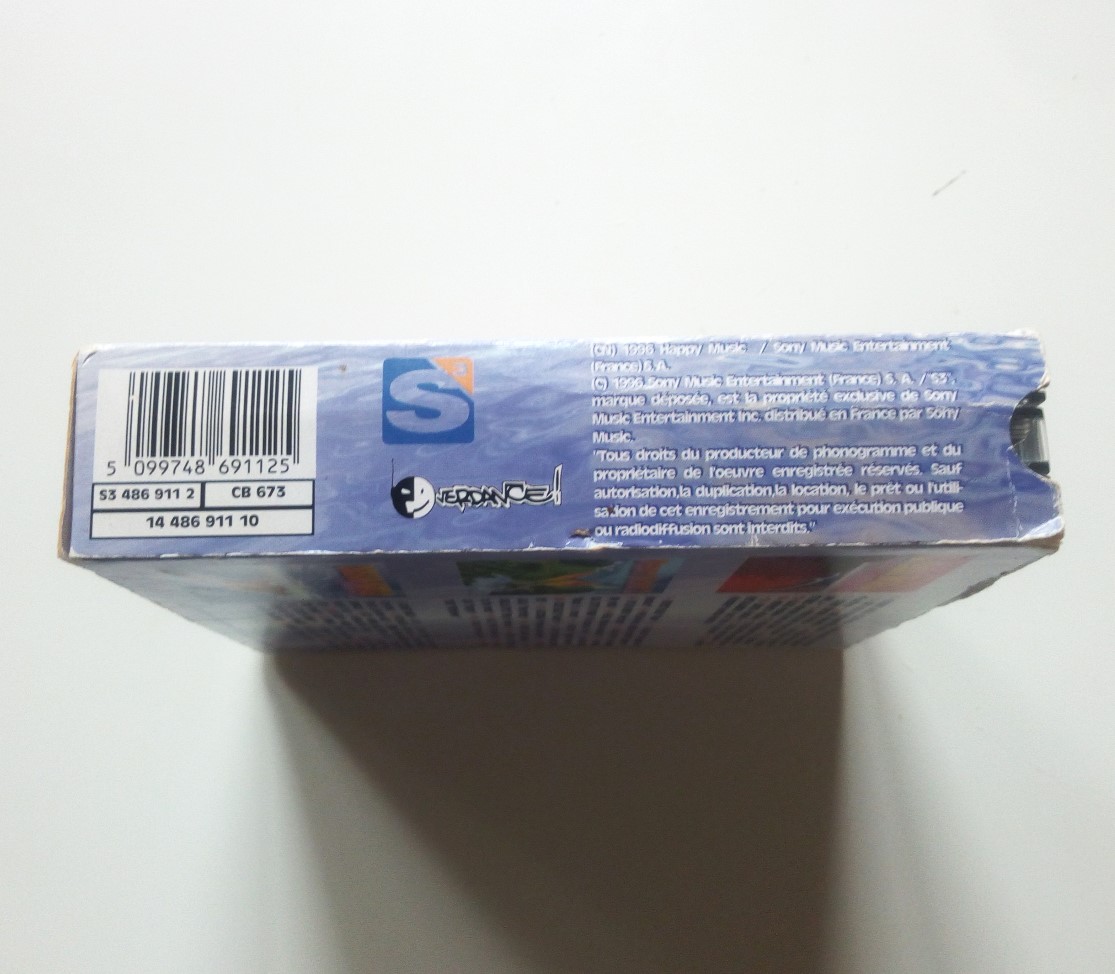 5 099748 691125
S3 486 911 2
CB 673
14 486 911 10
S3
OVERDANCE!
1996 Happy Music / Sony Music Entertainment
(France) S. A.
(C) 1996 Sony Music Entertainment (France) S. A. / "S3",
marque déposée, est la propriété exclusive de Sony
Music Entertainment Inc. distribué en France par Sony
Music.
"Tous droits du producteur de phonogramme et du
propriétaire de l'oeuvre enregistrée réservés. Sauf
autorisation,la duplication,la location, le prêt ou l'utili-
sation de cet enregistrement pour exécution publique
ou radiodiffusion sont interdits."